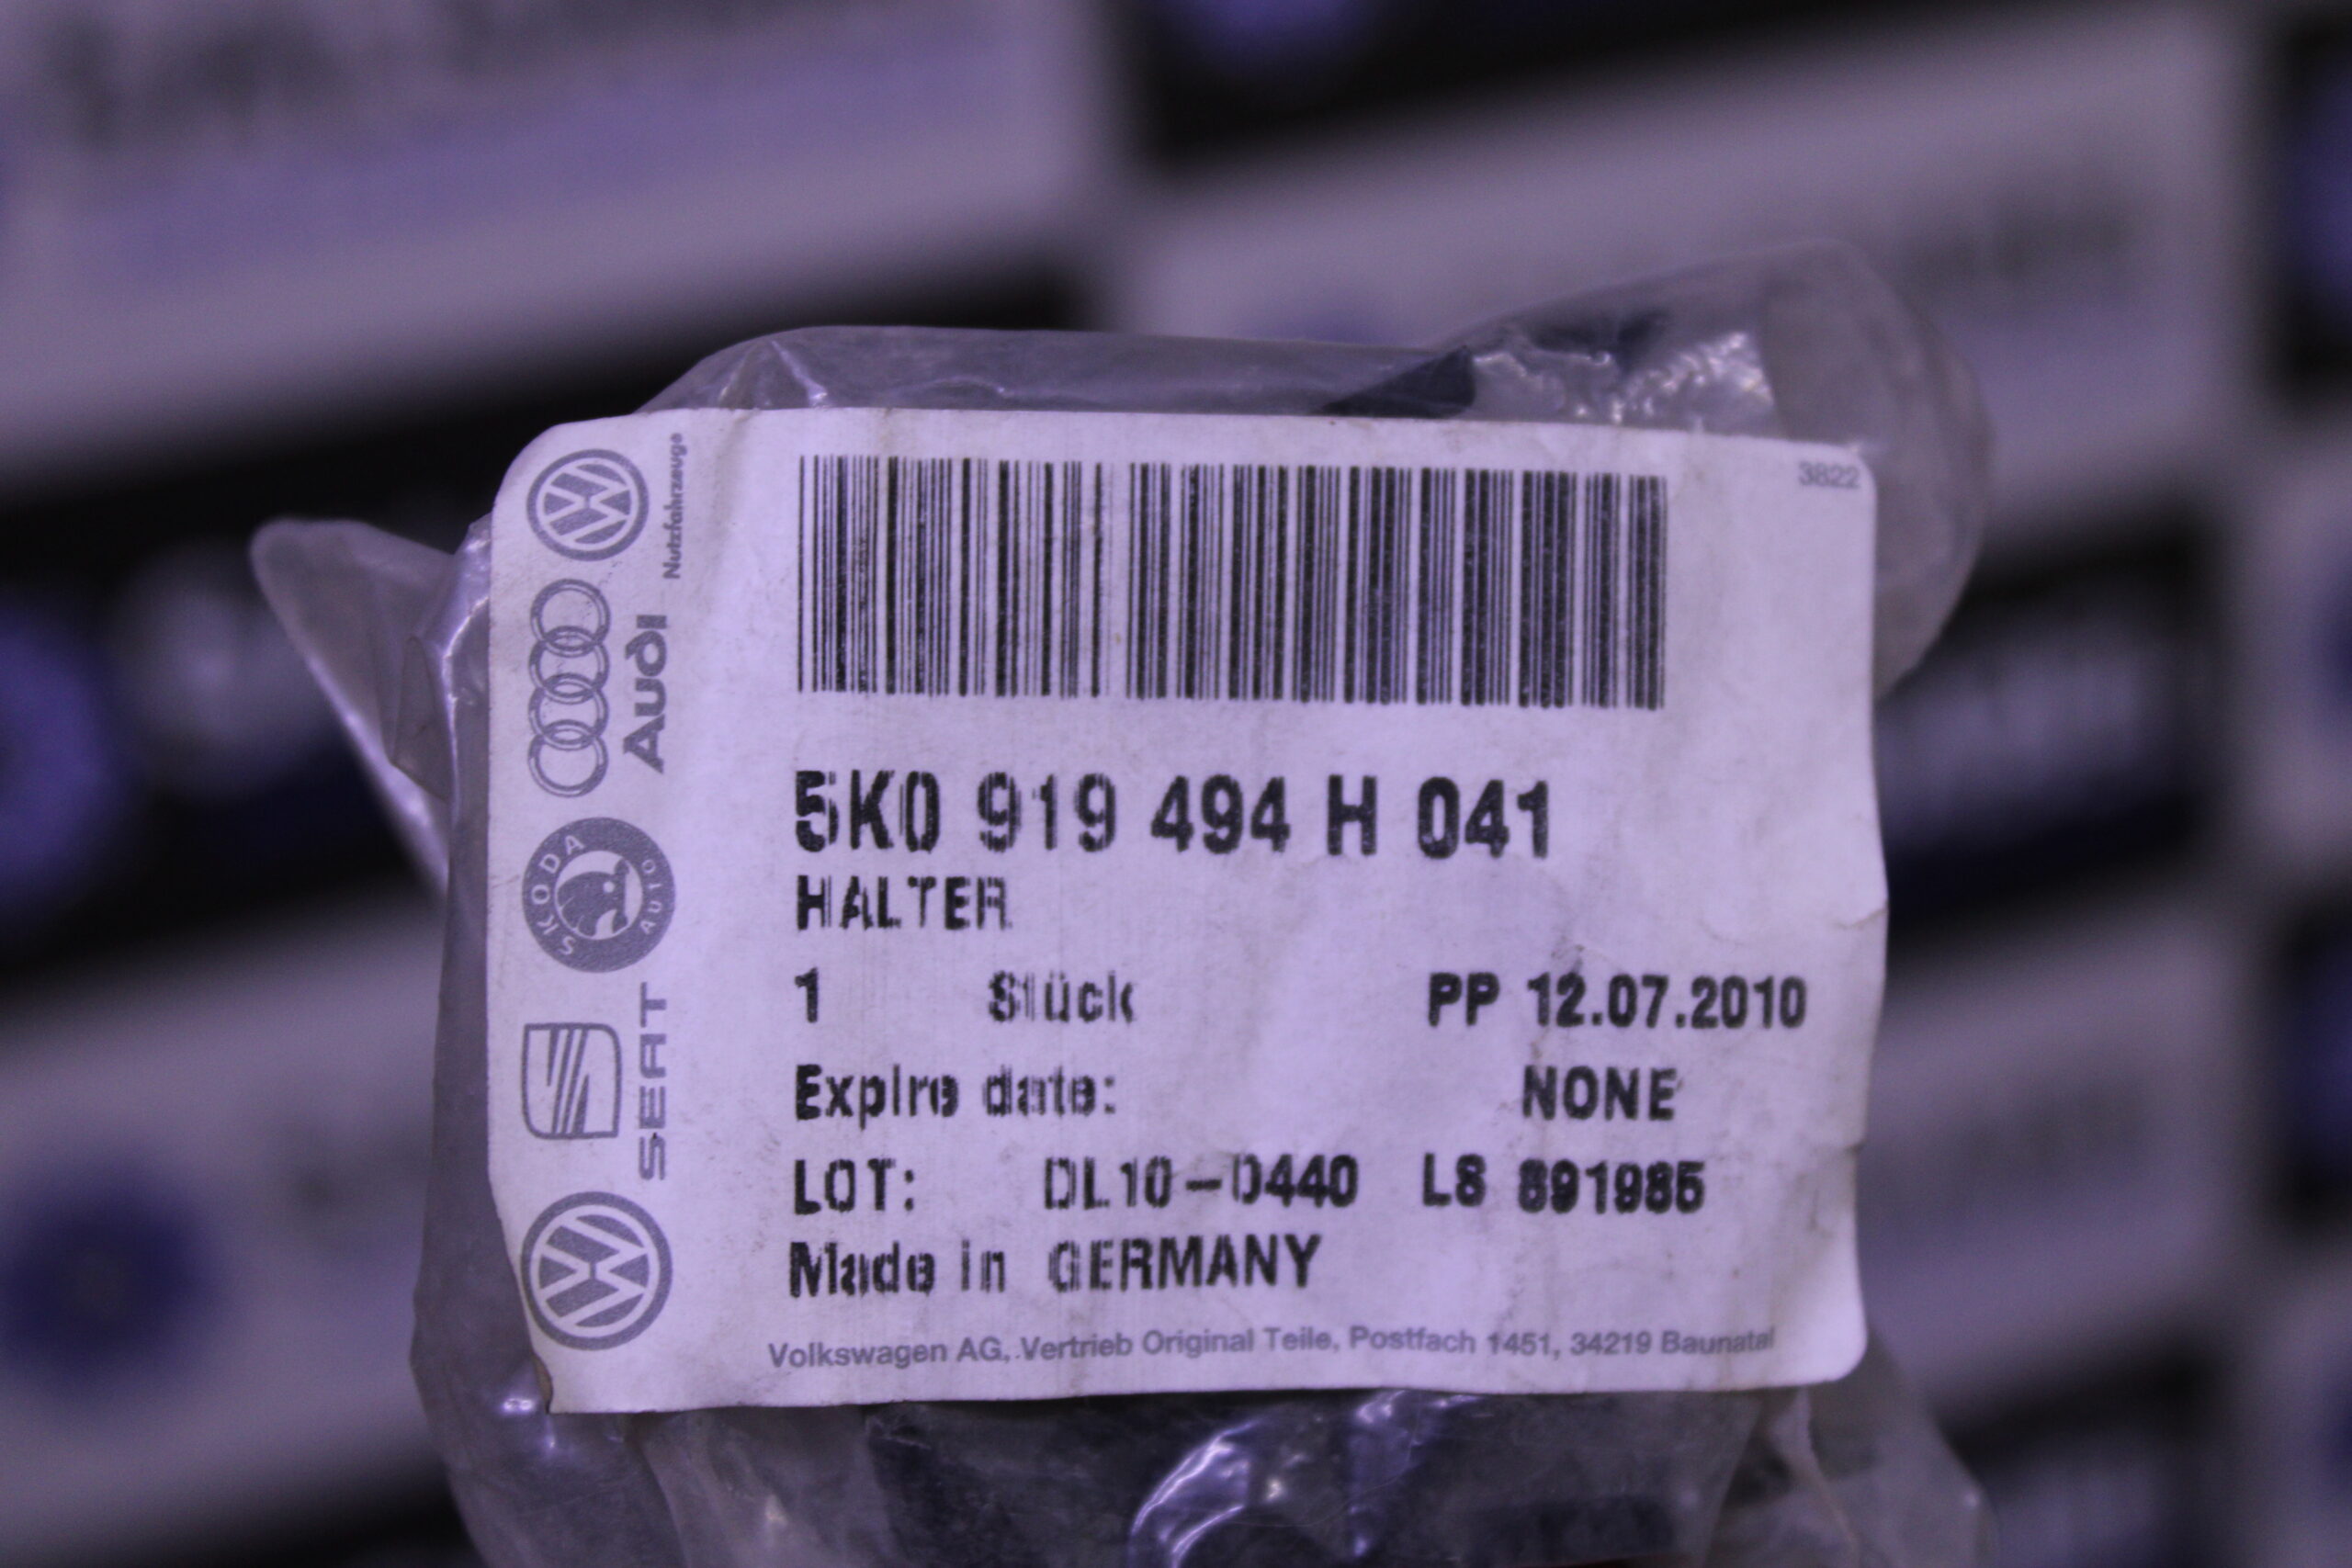 3822
Nutzfahrzeuge
Audi
SKODA AUTO
SEAT
5K0 919 494 H 041
HALTER
1 Stück PP 12.07.2010
Expire date: NONE
LOT: DL10-0440 L8 891985
Made in GERMANY
Volkswagen AG, Vertrieb Original Teile, Postfach 1451, 34219 Baunatal